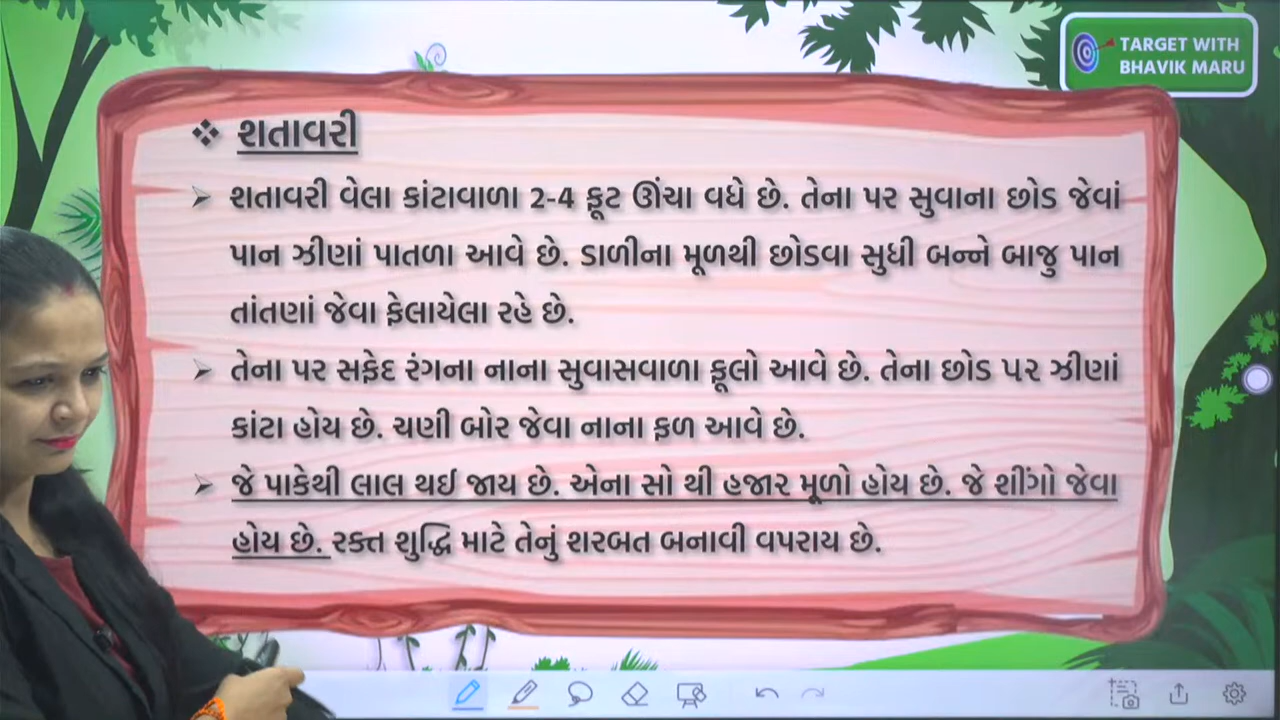 TARGET WITH
BHAVIK MARU
❖ શતાવરી
➢ શતાવરી વેલા કાંટાવાળા 2-4 ફૂટ ઊંચા વધે છે. તેના પર સુવાના છોડ જેવાં
પાન ઝીણાં પાતળા આવે છે. ડાળીના મૂળથી છોડવા સુધી બન્ને બાજુ પાન
તાંતણાં જેવા ફેલાયેલા રહે છે.
➢ તેના પર સફેદ રંગના નાના સુવાસવાળા ફૂલો આવે છે. તેના છોડ પર ઝીણાં
કાંટા હોય છે. ચણી બોર જેવા નાના ફળ આવે છે.
➢ જે પાકેથી લાલ થઈ જાય છે. એના સો થી હજાર મૂળો હોય છે. જે શીંગો જેવા
હોય છે. રક્ત શુદ્ધિ માટે તેનું શરબત બનાવી વપરાય છે.